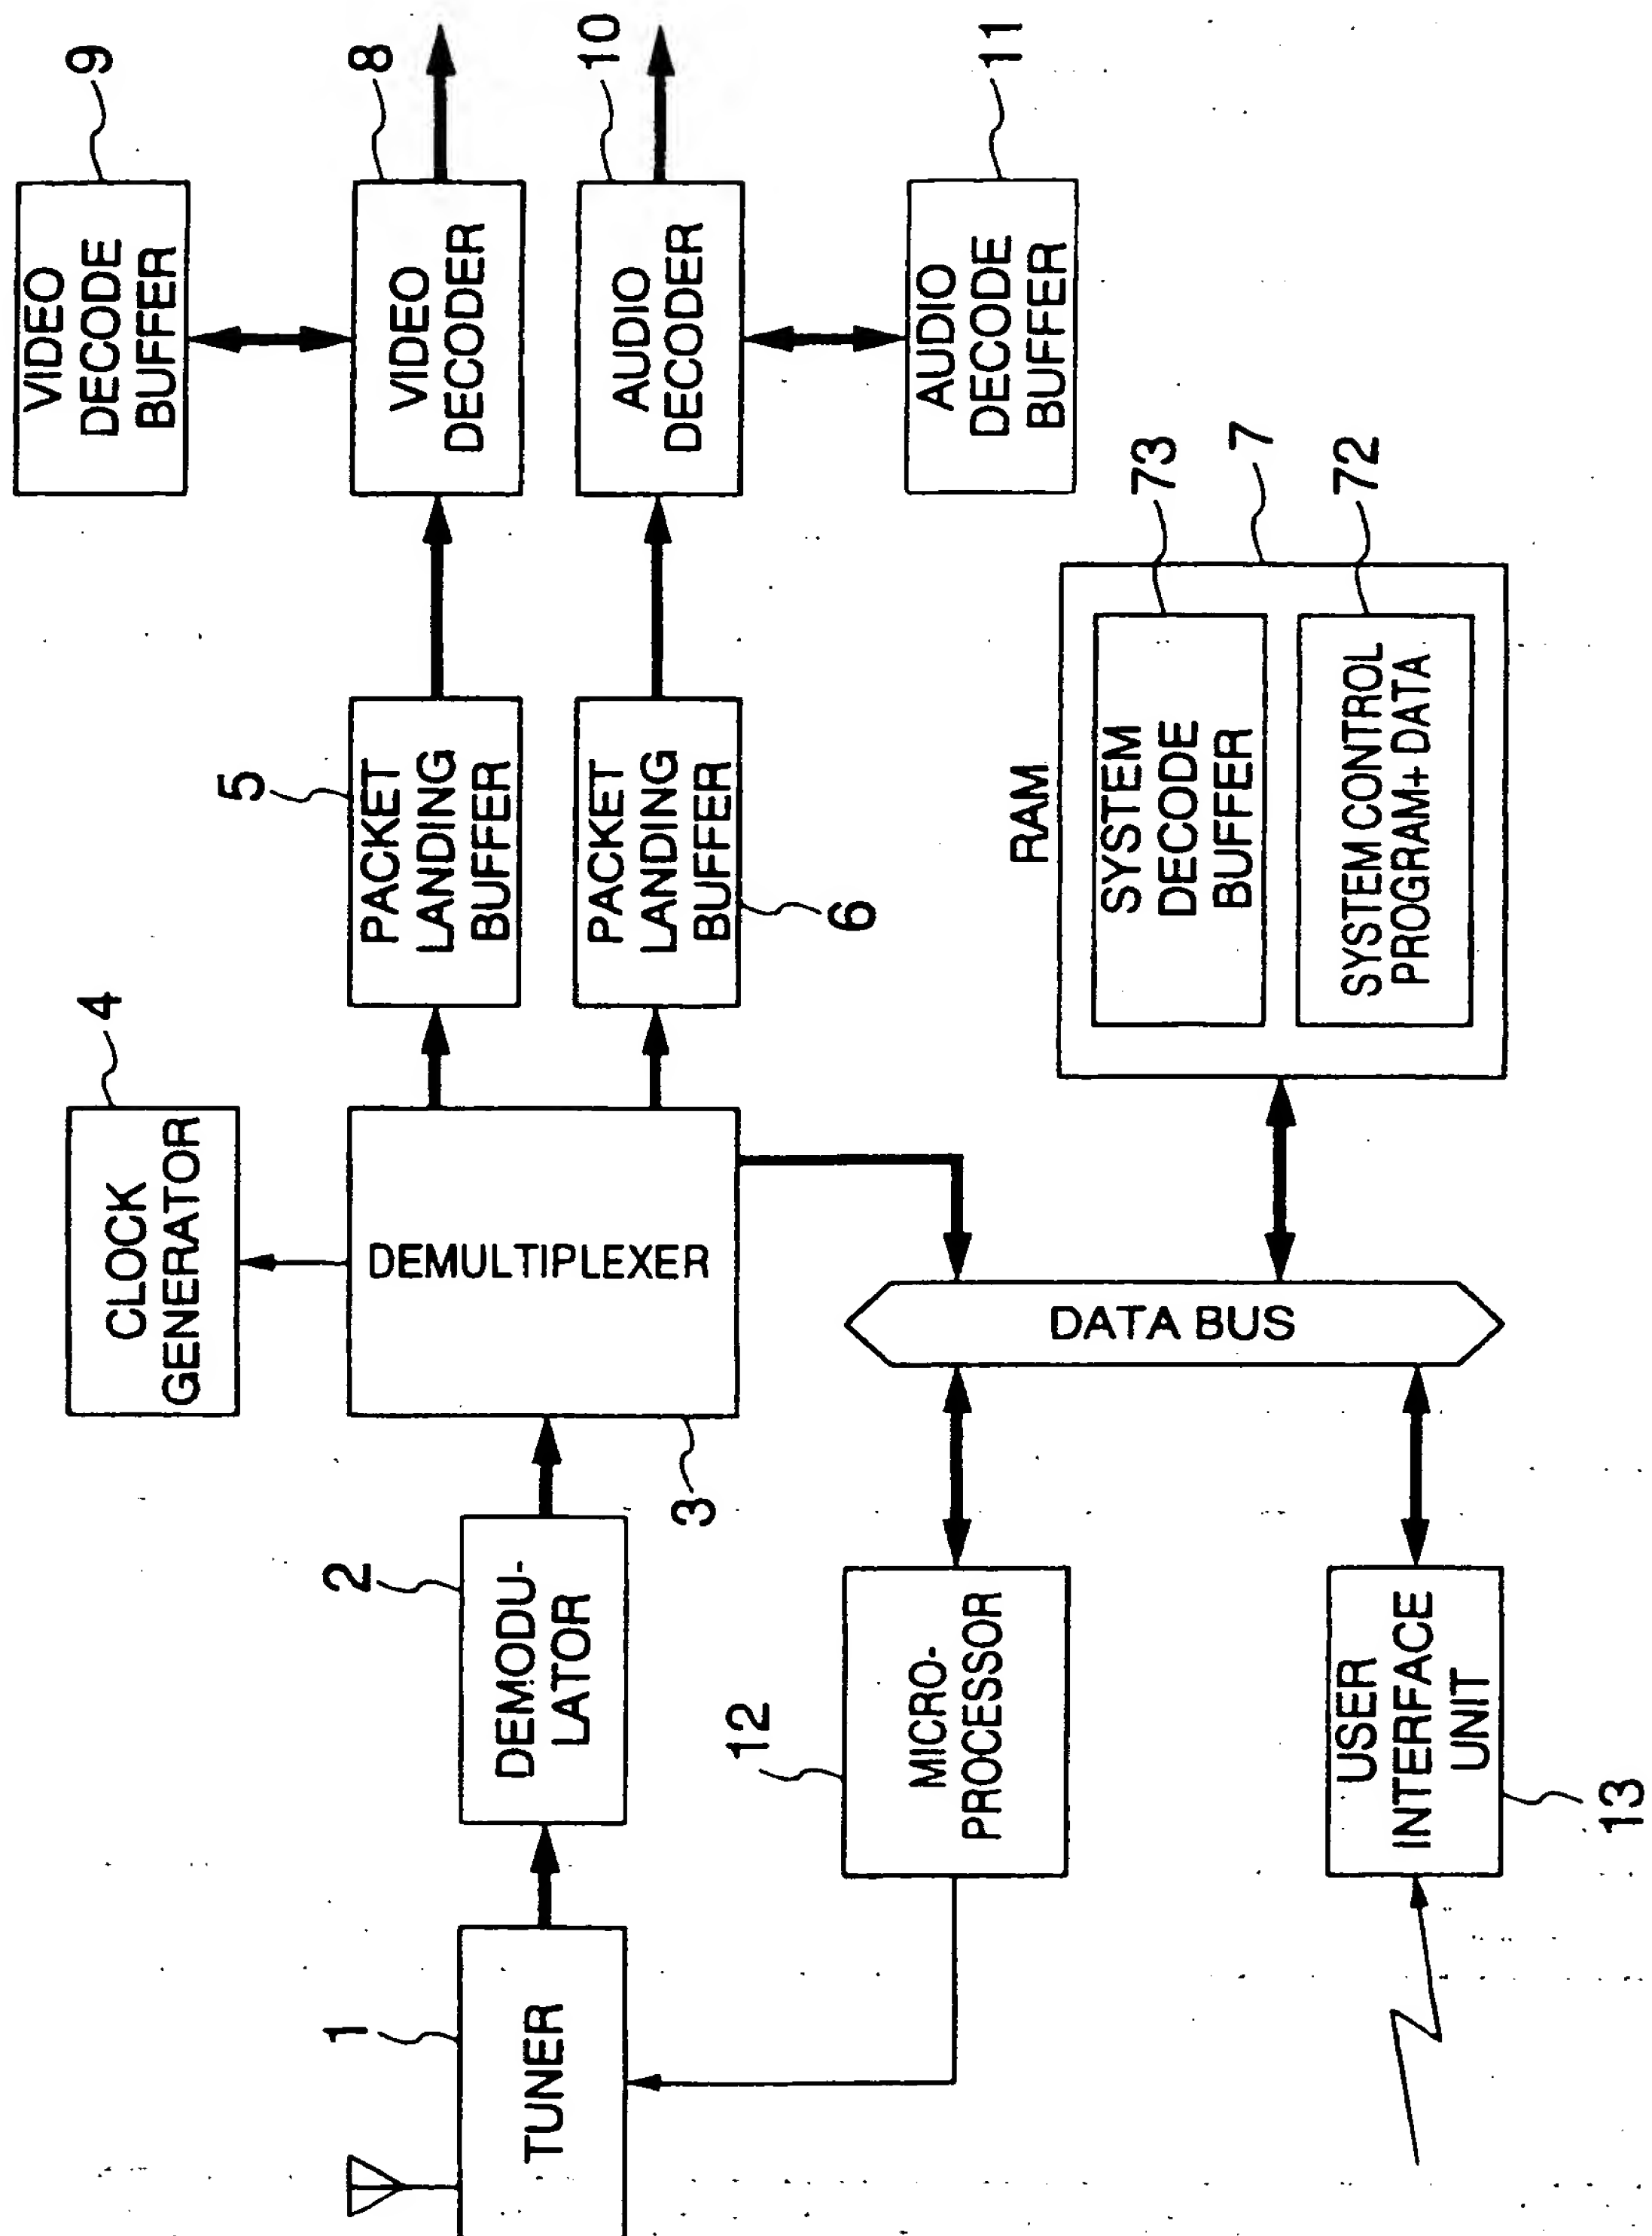 9
VIDEO
DECODE
BUFFER
8
VIDEO
DECODER
10
AUDIO
DECODER
11
AUDIO
DECODE
BUFFER
5
PACKET
LANDING
BUFFER
PACKET
LANDING
BUFFER
6
4
CLOCK
GENERATOR
DEMULTIPLEXER
3
2
DEMODU-
LATOR
1
TUNER
RAM
7
73
SYSTEM
DECODE
BUFFER
72
SYSTEM CONTROL
PROGRAM+DATA
DATA BUS
12
MICRO-
PROCESSOR
USER
INTERFACE
UNIT
13